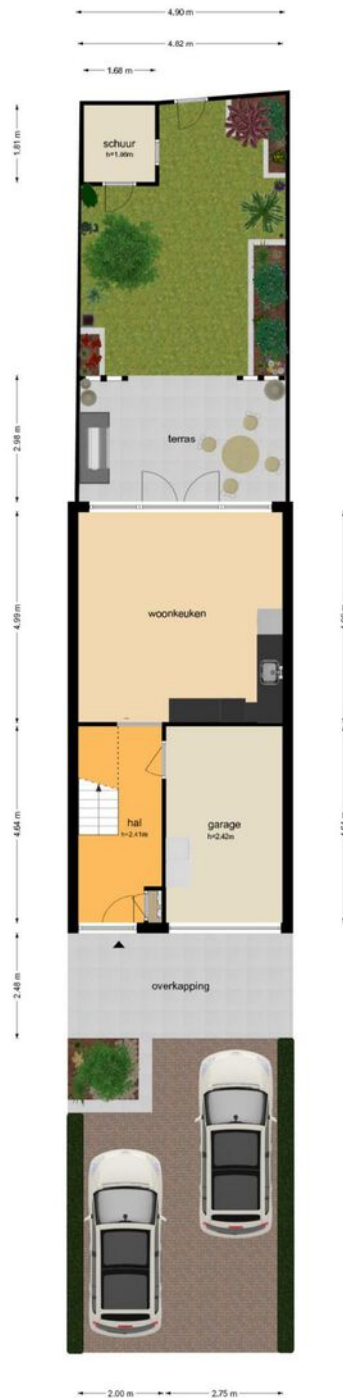 4.90 m
4.82 m
1.68 m
1.81 m
schuur
h=1.96m
2.98 m
terras
4.99 m
woonkeuken
4.64 m
hal
h=2.41m
garage
h=2.42m
2.48 m
overkapping
2.00 m
2.75 m